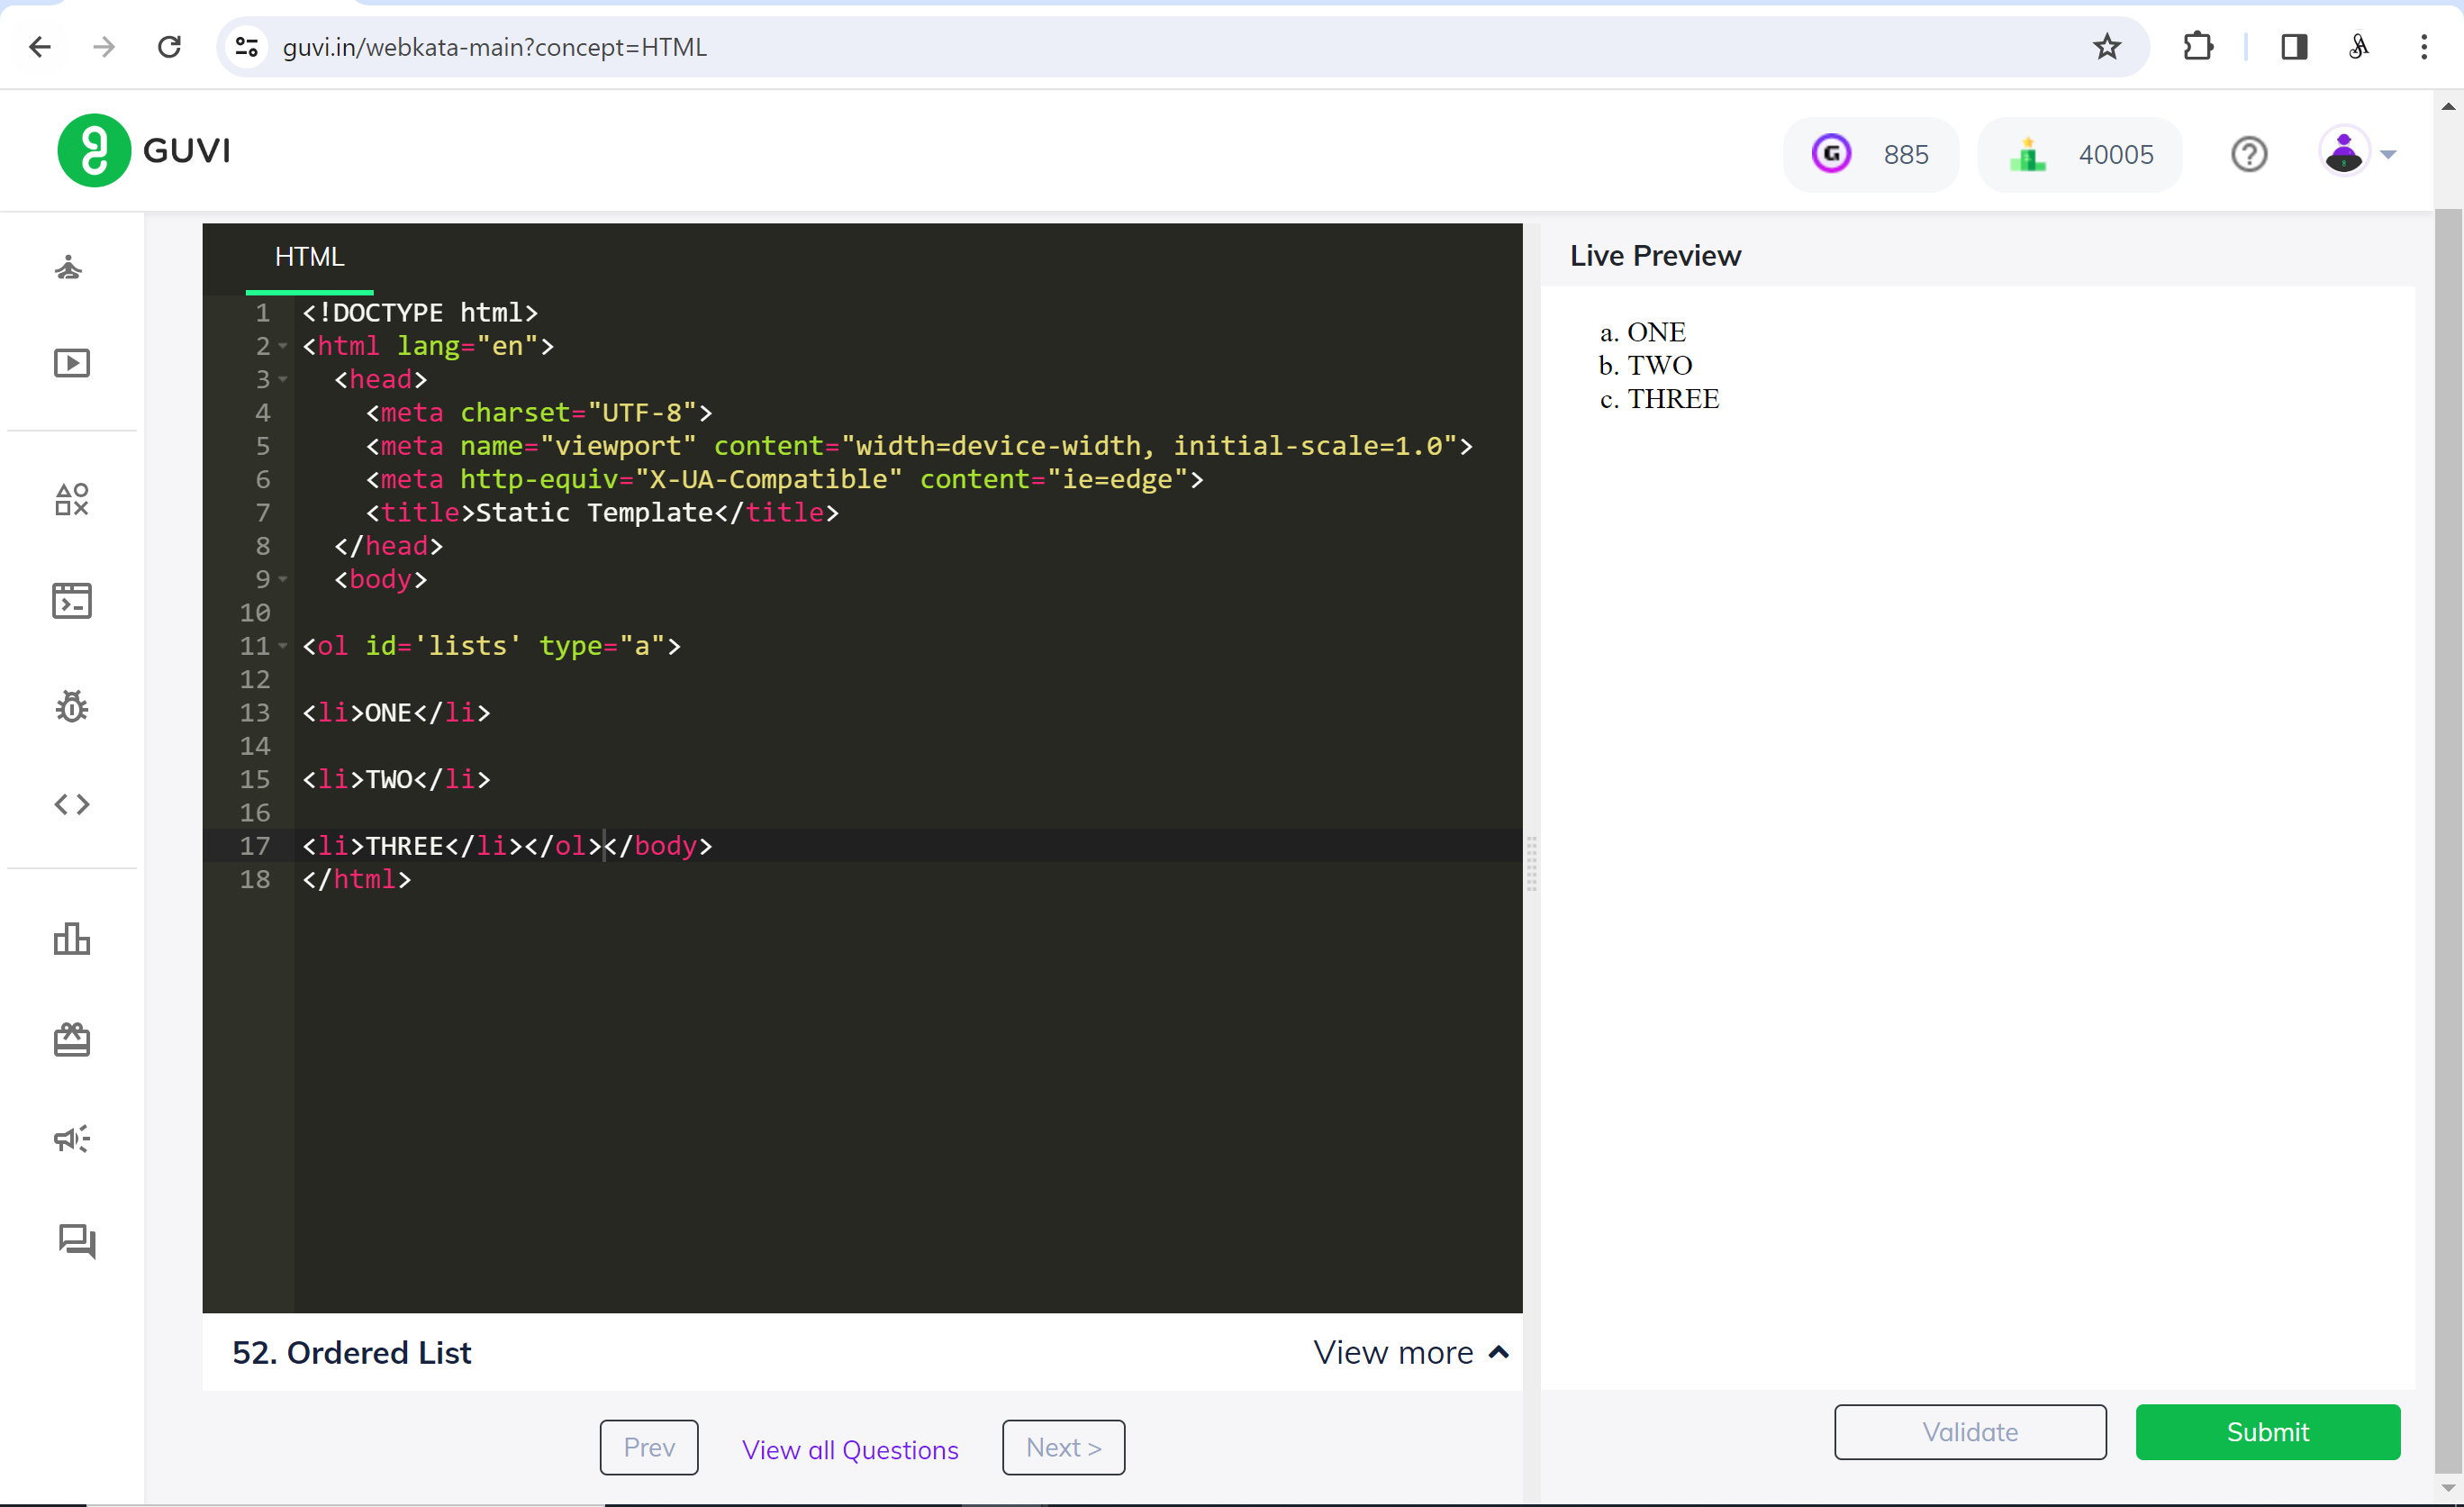 guvi.in/webkata-main?concept=HTML
GUVI
885
40005
HTML
1 <!DOCTYPE html>
2 <html lang="en">
3   <head>
4     <meta charset="UTF-8">
5     <meta name="viewport" content="width=device-width, initial-scale=1.0">
6     <meta http-equiv="X-UA-Compatible" content="ie=edge">
7     <title>Static Template</title>
8   </head>
9   <body>
10
11 <ol id='lists' type="a">
12
13 <li>ONE</li>
14
15 <li>TWO</li>
16
17 <li>THREE</li></ol></body>
18 </html>
Live Preview
a. ONE
b. TWO
c. THREE
52. Ordered List
View more
Prev
View all Questions
Next >
Validate
Submit